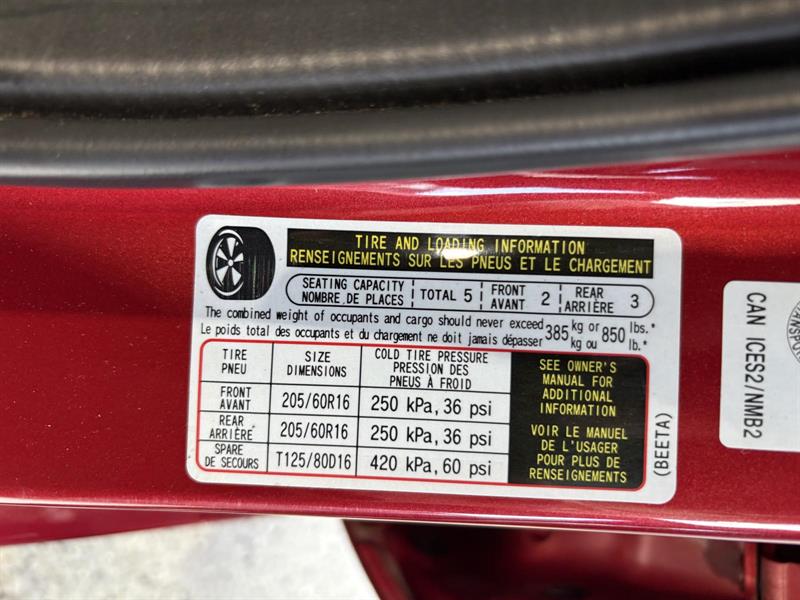 TIRE AND LOADING INFORMATION
RENSEIGNEMENTS SUR LES PNEUS ET LE CHARGEMENT
SEATING CAPACITY
NOMBRE DE PLACES
TOTAL 5
FRONT
AVANT
2
REAR
ARRIÈRE
3
The combined weight of occupants and cargo should never exceed 385 kg or 850 lbs.*
Le poids total des occupants et du chargement ne doit jamais dépasser kg ou lb.*
TIRE
PNEU
SIZE
DIMENSIONS
COLD TIRE PRESSURE
PRESSION DES
PNEUS À FROID
FRONT
AVANT
205/60R16
250 kPa, 36 psi
REAR
ARRIÈRE
205/60R16
250 kPa, 36 psi
SPARE
DE SECOURS
T125/80D16
420 kPa, 60 psi
SEE OWNER'S
MANUAL FOR
ADDITIONAL
INFORMATION
VOIR LE MANUEL
DE L'USAGER
POUR PLUS DE
RENSEIGNEMENTS
(BEETA)
CAN ICES2/NMB2